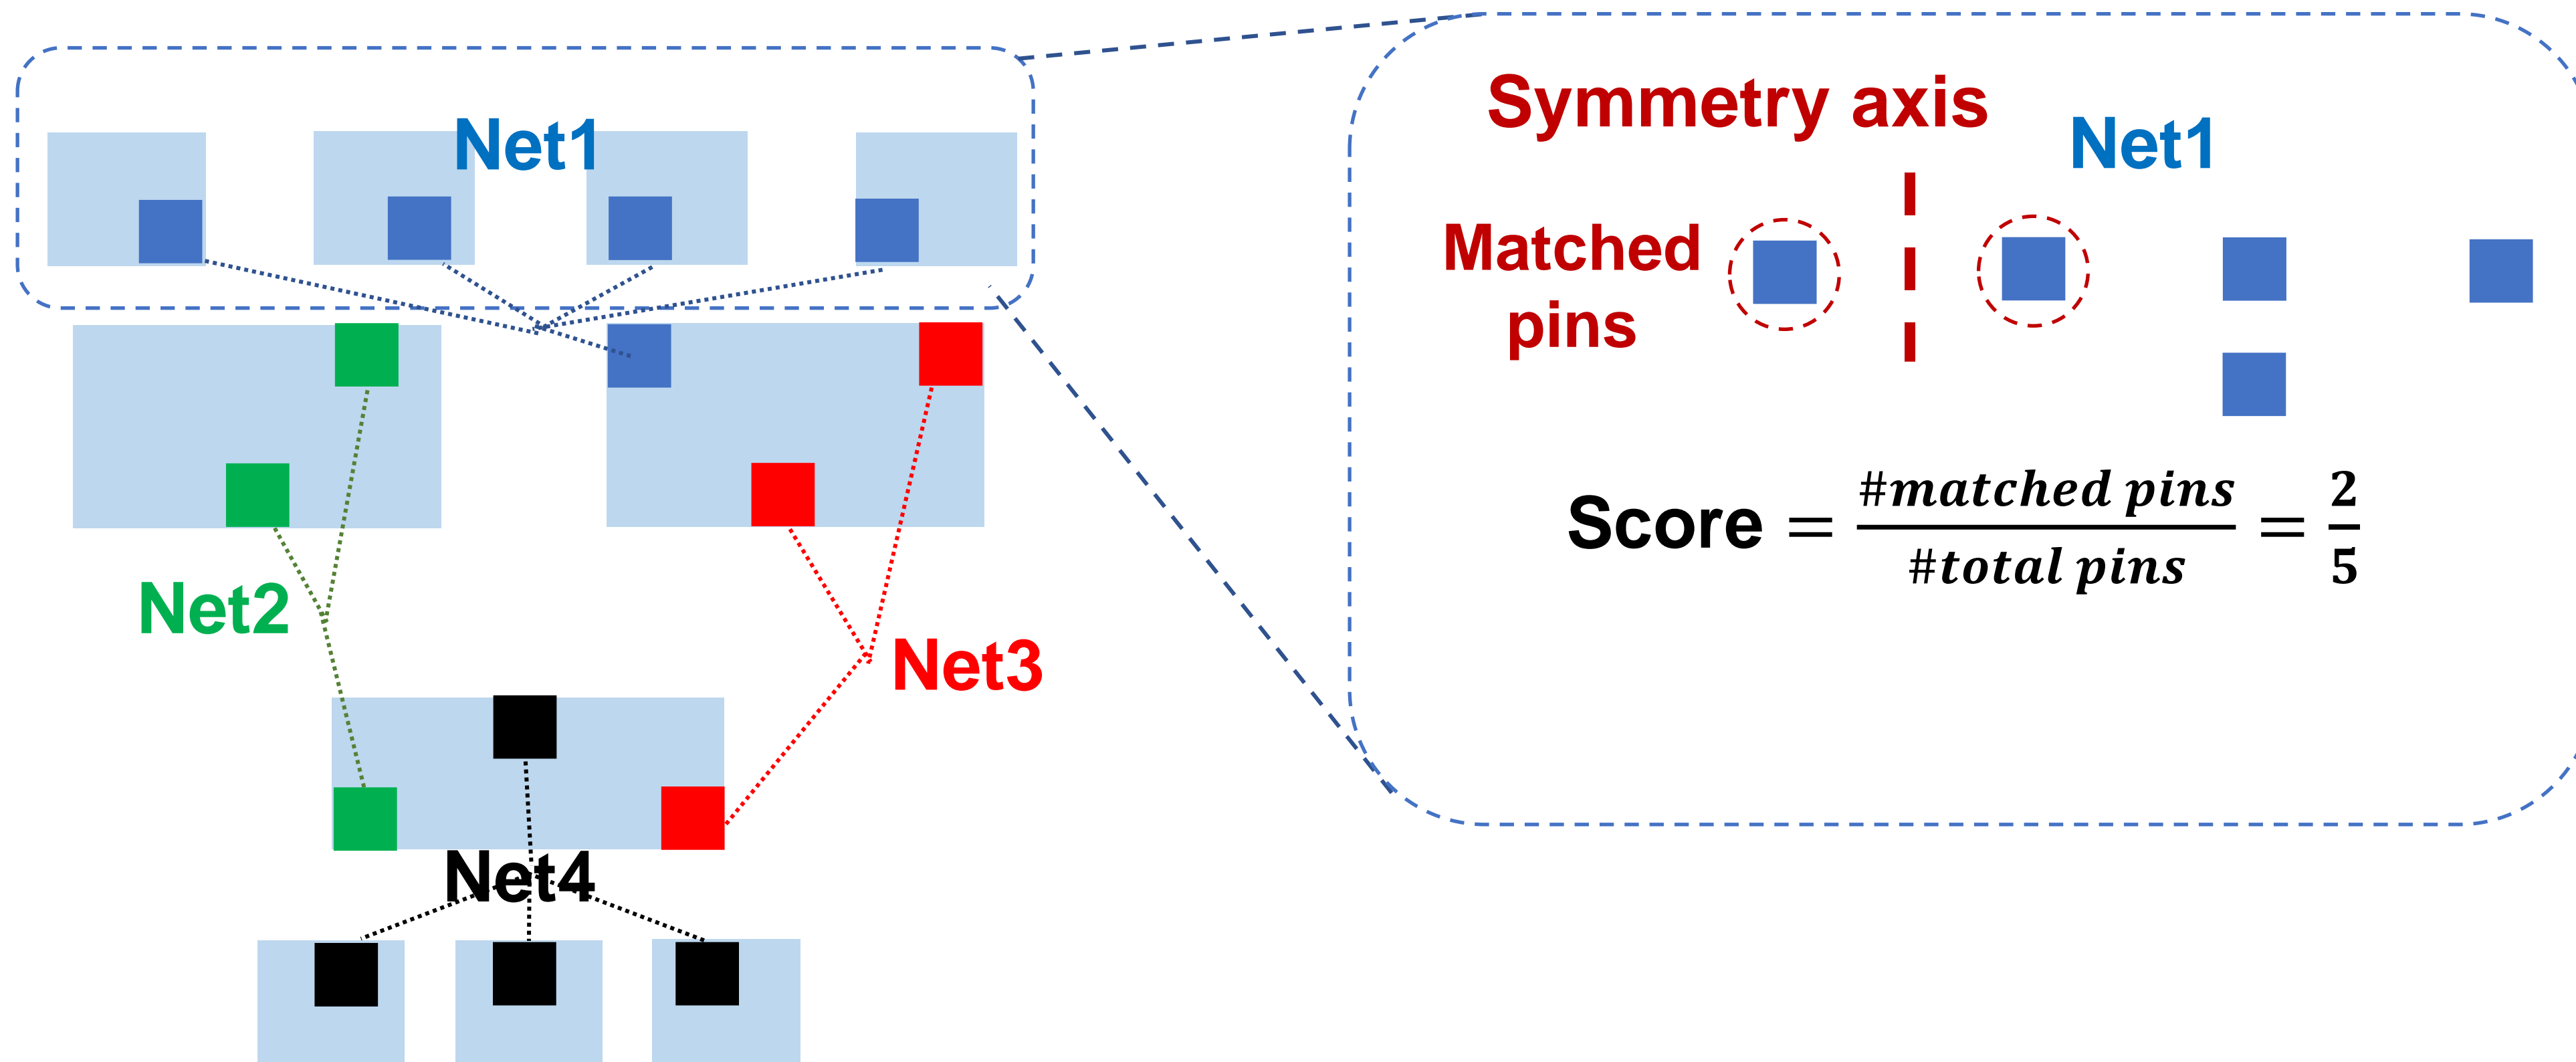 Net1
Net2
Net3
Net4
Symmetry axis
Net1
Matched
pins
Score = #matched pins / #total pins = 2/5